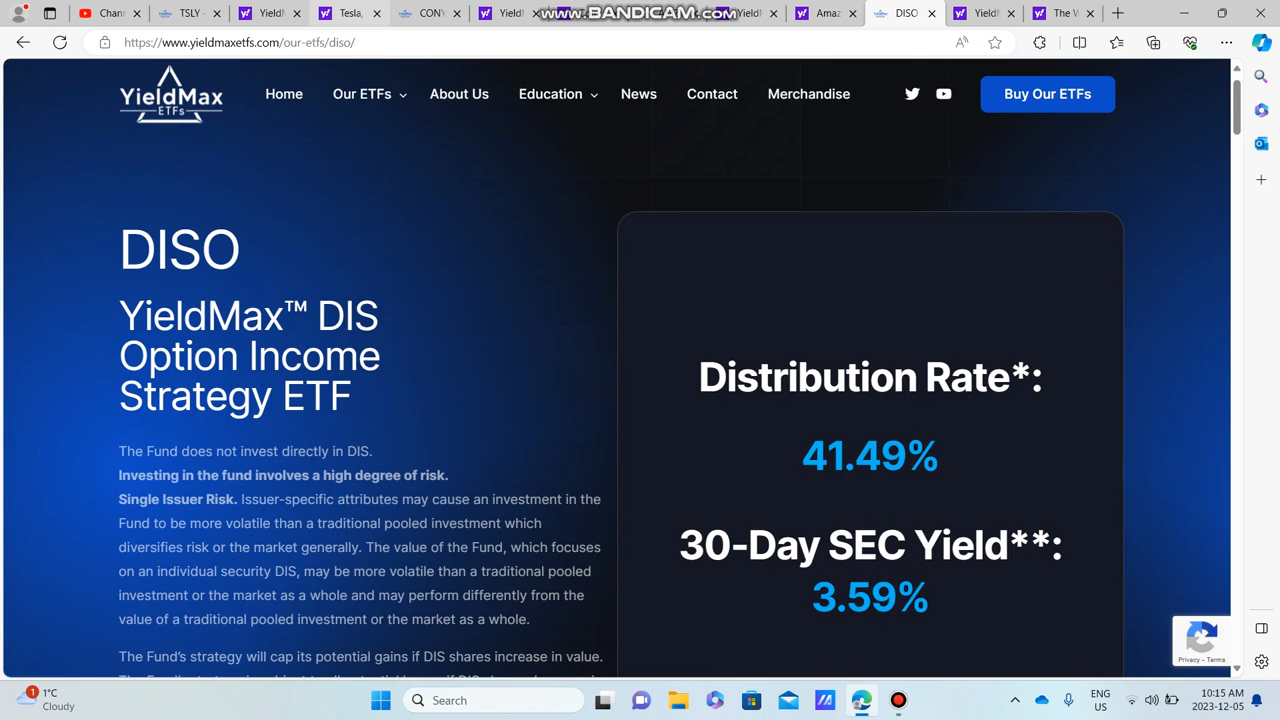 www.BANDICAM.com
Chann
TSLY –
Yield
Tesla,
CONY
Yield
Amaz
DISO
Yield
The W
https://www.yieldmaxetfs.com/our-etfs/diso/
YieldMax
ETFs
Home
Our ETFs
About Us
Education
News
Contact
Merchandise
Buy Our ETFs
DISO
YieldMax™ DIS
Option Income
Strategy ETF
The Fund does not invest directly in DIS.
Investing in the fund involves a high degree of risk.
Single Issuer Risk. Issuer-specific attributes may cause an investment in the
Fund to be more volatile than a traditional pooled investment which
diversifies risk or the market generally. The value of the Fund, which focuses
on an individual security DIS, may be more volatile than a traditional pooled
investment or the market as a whole and may perform differently from the
value of a traditional pooled investment or the market as a whole.
The Fund's strategy will cap its potential gains if DIS shares increase in value.
Distribution Rate*:
41.49%
30-Day SEC Yield**:
3.59%
Privacy - Terms
1
1°C
Cloudy
Search
ENG
US
10:15 AM
2023-12-05